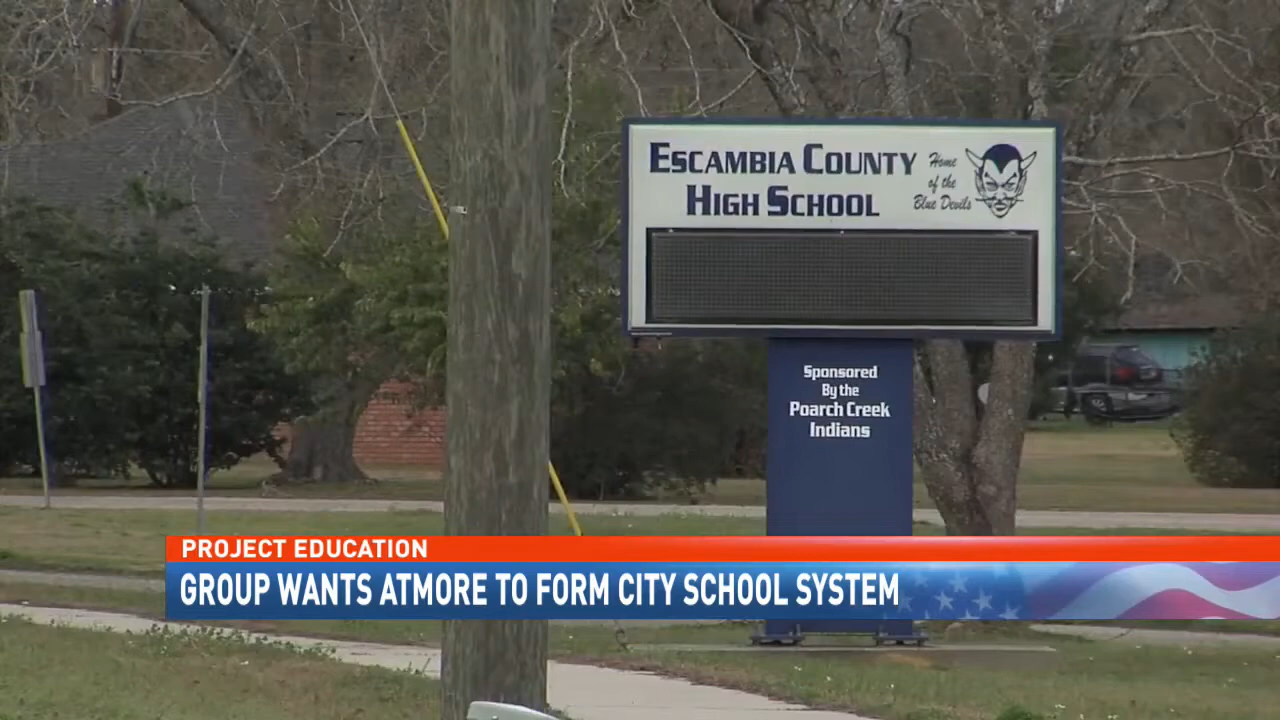 ESCAMBIA COUNTY
HIGH SCHOOL
Home
of the
Blue Devils
Sponsored
By the
Poarch Creek
Indians
PROJECT EDUCATION
GROUP WANTS ATMORE TO FORM CITY SCHOOL SYSTEM